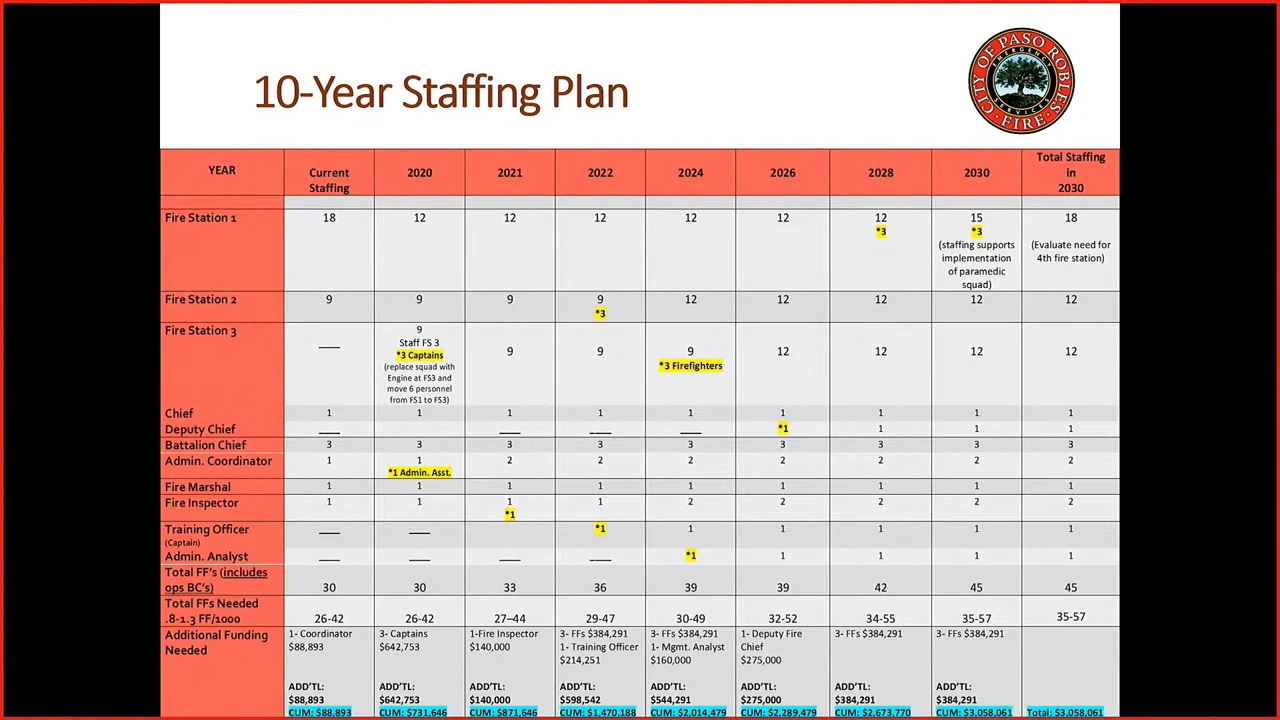 10-Year Staffing Plan
CITY OF PASO ROBLES
EMERGENCY
SERVICES
FIRE
YEAR Current Staffing 2020 2021 2022 2024 2026 2028 2030 Total Staffing in 2030
Fire Station 1 18 12 12 12 12 12 12 *3 15 *3 (staffing supports implementation of paramedic squad) 18 (Evaluate need for 4th fire station)
Fire Station 2 9 9 9 9 *3 12 12 12 12 12
Fire Station 3 ___ 9 Staff FS 3 *3 Captains (replace squad with Engine at FS3 and move 6 personnel from FS1 to FS3) 9 9 9 *3 Firefighters 12 12 12 12
Chief 1 1 1 1 1 1 1 1 1
Deputy Chief ___ ___ ___ ___ *1 1 1 1
Battalion Chief 3 3 3 3 3 3 3 3 3
Admin. Coordinator 1 1 *1 Admin. Asst. 2 2 2 2 2 2 2
Fire Marshal 1 1 1 1 1 1 1 1 1
Fire Inspector 1 1 1 *1 1 2 2 2 2 2
Training Officer (Captain) ___ ___ *1 1 1 1 1 1
Admin. Analyst ___ ___ ___ ___ *1 1 1 1 1
Total FF's (includes ops BC's) 30 30 33 36 39 39 42 45 45
Total FFs Needed .8-1.3 FF/1000 26-42 26-42 27–44 29-47 30-49 32-52 34-55 35-57 35-57
Additional Funding Needed
1- Coordinator $88,893 ADD'TL: $88,893 CUM: $88,893
3- Captains $642,753 ADD'TL: $642,753 CUM: $731,646
1-Fire Inspector $140,000 ADD'TL: $140,000 CUM: $871,646
3- FFs $384,291 1- Training Officer $214,251 ADD'TL: $598,542 CUM: $1,470,188
3- FFs $384,291 1- Mgmt. Analyst $160,000 ADD'TL: $544,291 CUM: $2,014,479
1- Deputy Fire Chief $275,000 ADD'TL: $275,000 CUM: $2,289,479
3- FFs $384,291 ADD'TL: $384,291 CUM: $2,673,770
3- FFs $384,291 ADD'TL: $384,291 CUM: $3,058,061
Total: $3,058,061